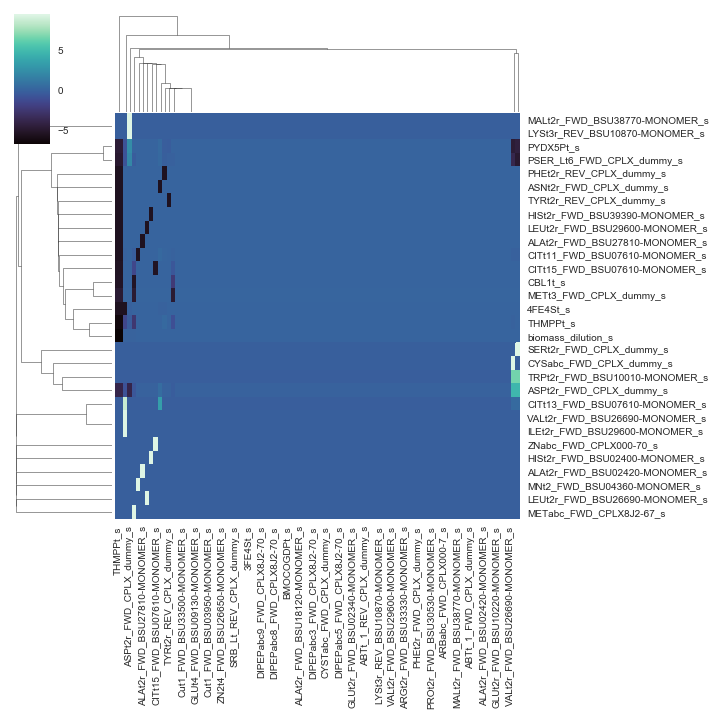 5
0
−5
MALt2r_FWD_BSU38770-MONOMER_s
LYSt3r_REV_BSU10870-MONOMER_s
PYDX5Pt_s
PSER_Lt6_FWD_CPLX_dummy_s
PHEt2r_REV_CPLX_dummy_s
ASNt2r_FWD_CPLX_dummy_s
TYRt2r_REV_CPLX_dummy_s
HISt2r_FWD_BSU39390-MONOMER_s
LEUt2r_FWD_BSU29600-MONOMER_s
ALAt2r_FWD_BSU27810-MONOMER_s
CITt11_FWD_BSU07610-MONOMER_s
CITt15_FWD_BSU07610-MONOMER_s
CBL1t_s
METt3_FWD_CPLX_dummy_s
4FE4St_s
THMPPt_s
biomass_dilution_s
SERt2r_FWD_CPLX_dummy_s
CYSabc_FWD_CPLX_dummy_s
TRPt2r_FWD_BSU10010-MONOMER_s
ASPt2r_FWD_CPLX_dummy_s
CITt13_FWD_BSU07610-MONOMER_s
VALt2r_FWD_BSU26690-MONOMER_s
ILEt2r_FWD_BSU29600-MONOMER_s
ZNabc_FWD_CPLX000-70_s
HISt2r_FWD_BSU02400-MONOMER_s
ALAt2r_FWD_BSU02420-MONOMER_s
MNt2_FWD_BSU04360-MONOMER_s
LEUt2r_FWD_BSU26690-MONOMER_s
METabc_FWD_CPLX8J2-67_s
THMPPt_s
ASPt2r_FWD_CPLX_dummy_s
ALAt2r_FWD_BSU27810-MONOMER_s
CITt15_FWD_BSU07610-MONOMER_s
TYRt2r_REV_CPLX_dummy_s
Cut1_FWD_BSU33500-MONOMER_s
GLUt4_FWD_BSU09130-MONOMER_s
Cut1_FWD_BSU03950-MONOMER_s
ZN2t4_FWD_BSU26650-MONOMER_s
SRB_Lt_REV_CPLX_dummy_s
3FE4St_s
DIPEPabc9_FWD_CPLX8J2-70_s
DIPEPabc8_FWD_CPLX8J2-70_s
BMOCOGDPt_s
ALAt2r_FWD_BSU18120-MONOMER_s
DIPEPabc3_FWD_CPLX8J2-70_s
CYSTabc_FWD_CPLX_dummy_s
DIPEPabc5_FWD_CPLX8J2-70_s
GLUt2r_FWD_BSU02340-MONOMER_s
ABTt_1_REV_CPLX_dummy_s
LYSt3r_REV_BSU10870-MONOMER_s
VALt2r_FWD_BSU29600-MONOMER_s
ARGt2r_FWD_BSU33330-MONOMER_s
PHEt2r_FWD_CPLX_dummy_s
PROt2r_FWD_BSU30530-MONOMER_s
ARBabc_FWD_CPLX000-7_s
MALt2r_FWD_BSU38770-MONOMER_s
ABTt_1_FWD_CPLX_dummy_s
ALAt2r_FWD_BSU02420-MONOMER_s
GLUt2r_FWD_BSU10220-MONOMER_s
VALt2r_FWD_BSU26690-MONOMER_s